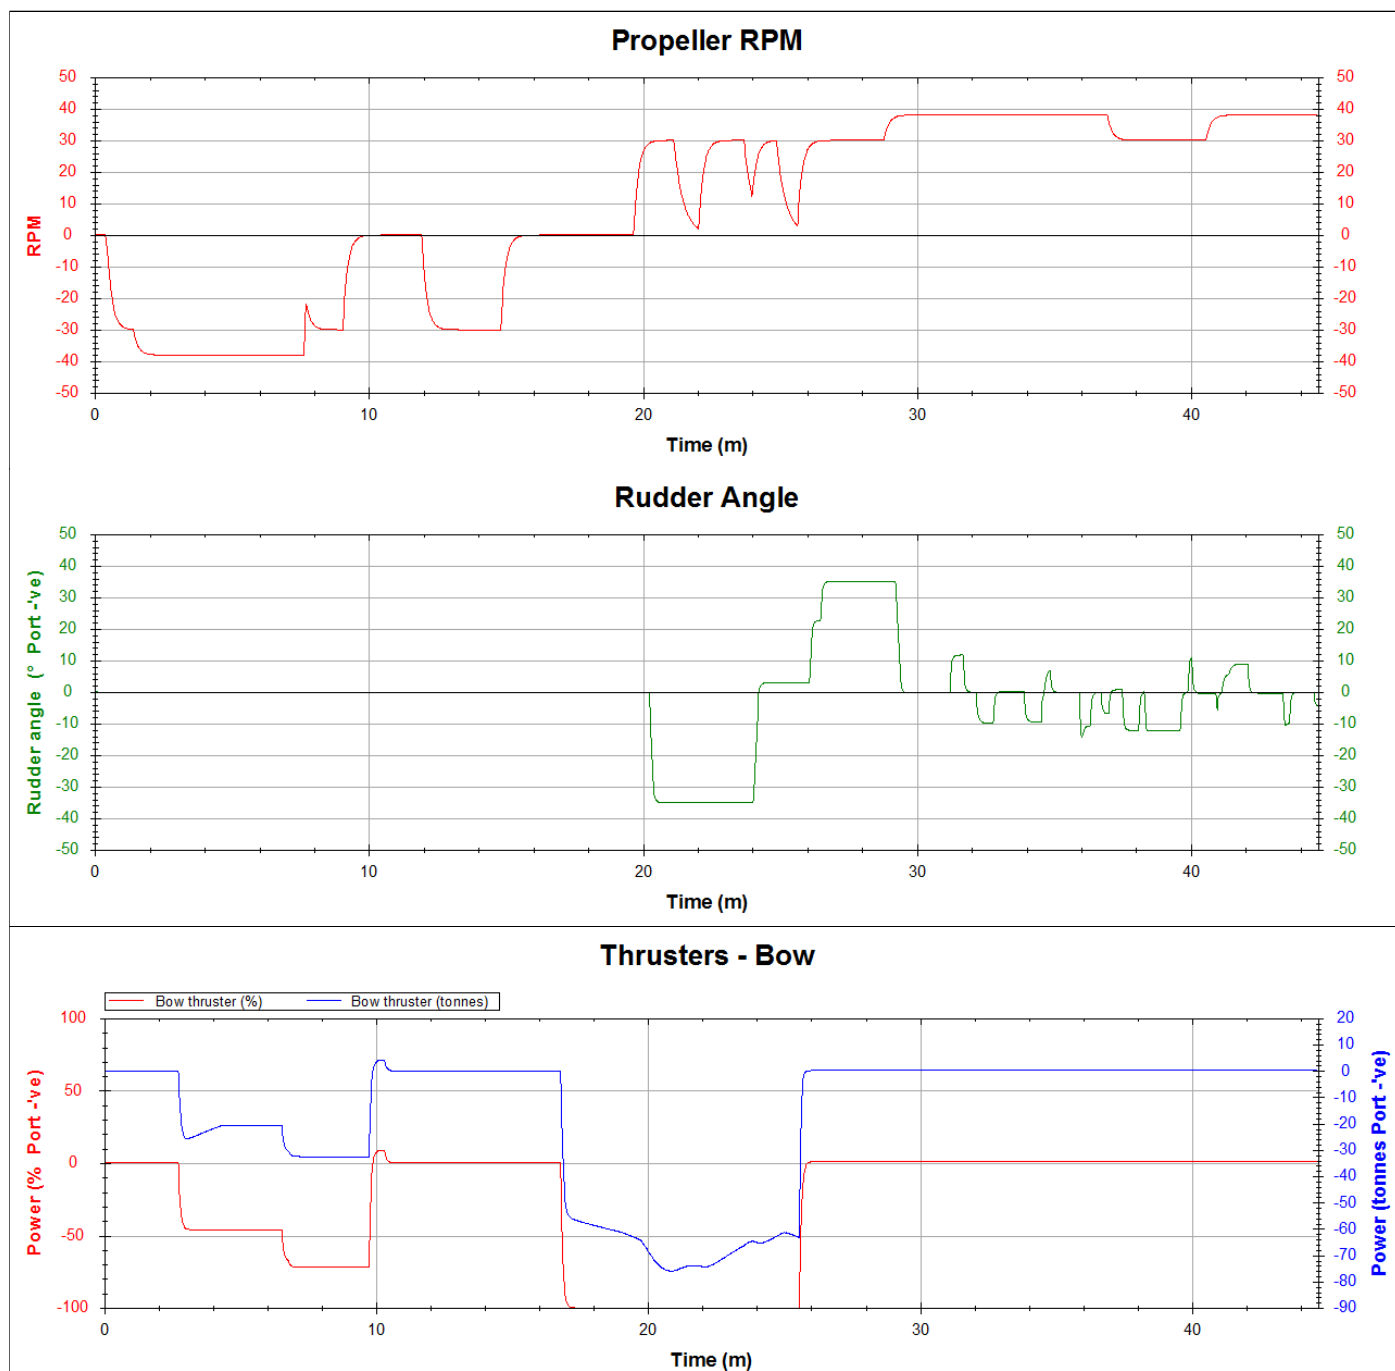 Propeller RPM
50 50
40 40
30 30
20 20
10 10
0 0
-10 -10
-20 -20
-30 -30
-40 -40
-50 -50
RPM
0 10 20 30 40
Time (m)
Rudder Angle
50 50
40 40
30 30
20 20
10 10
0 0
-10 -10
-20 -20
-30 -30
-40 -40
-50 -50
Rudder angle (° Port -'ve)
0 10 20 30 40
Time (m)
Thrusters - Bow
Bow thruster (%) Bow thruster (tonnes)
100 20
10
0
50 -10
-20
-30
0 -40
-50
-50 -60
-70
-80
-100 -90
Power (% Port -'ve)
Power (tonnes Port -'ve)
0 10 20 30 40
Time (m)